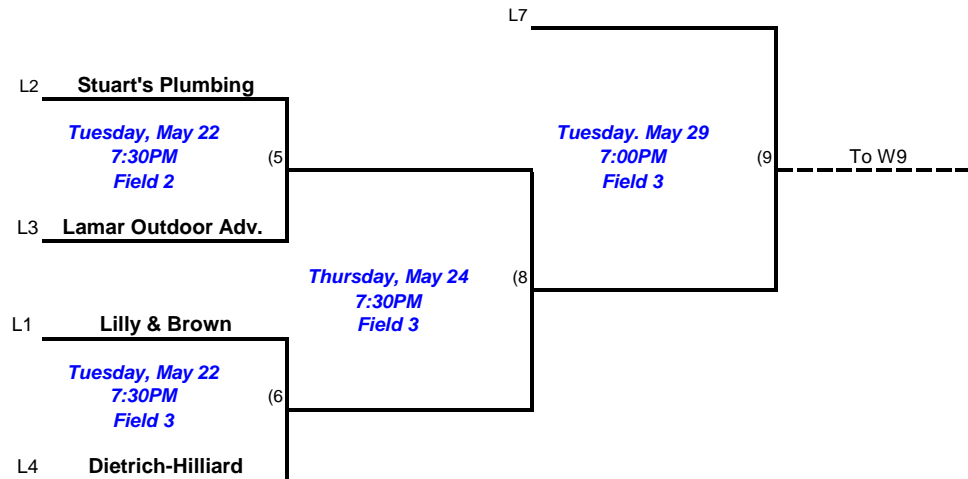 L7
L2 Stuart's Plumbing
Tuesday, May 22
7:30PM
Field 2
(5
L3 Lamar Outdoor Adv.
Tuesday. May 29
7:00PM
Field 3
(9
To W9
Thursday, May 24
7:30PM
Field 3
(8
L1 Lilly & Brown
Tuesday, May 22
7:30PM
Field 3
(6
L4 Dietrich-Hilliard